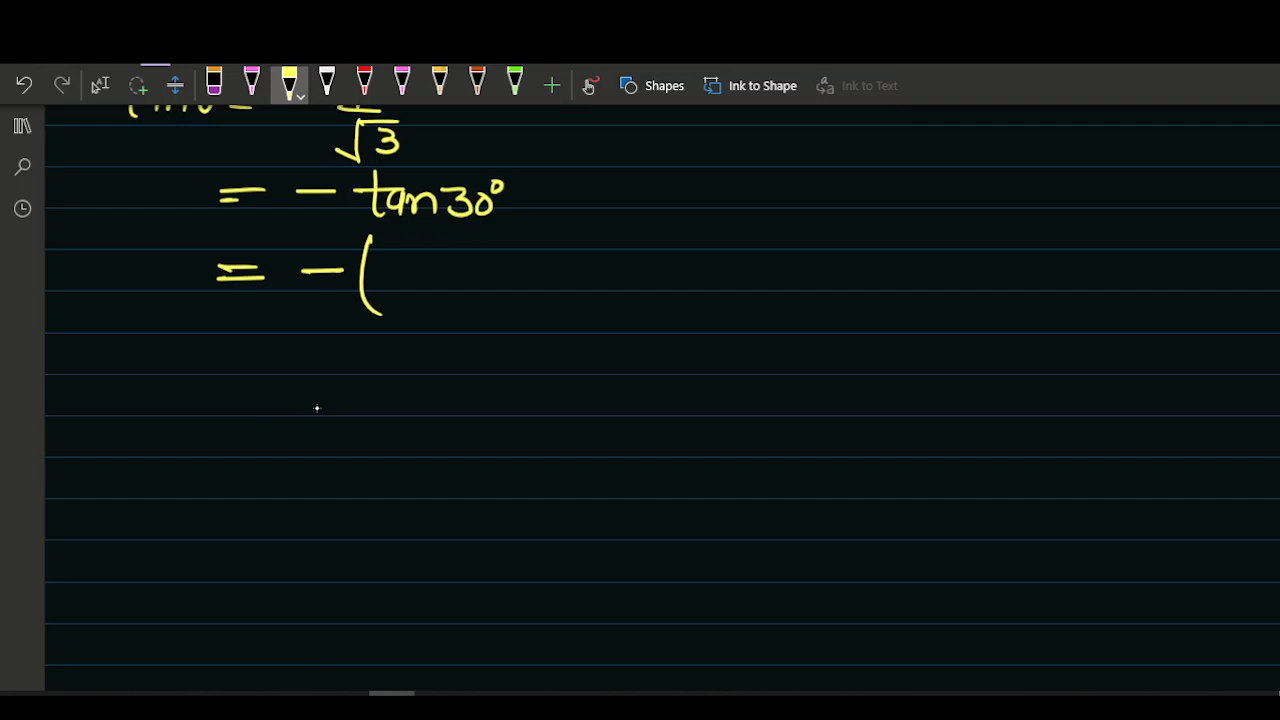 Shapes Ink to Shape Ink to Text
√3
= - tan30°
= - (